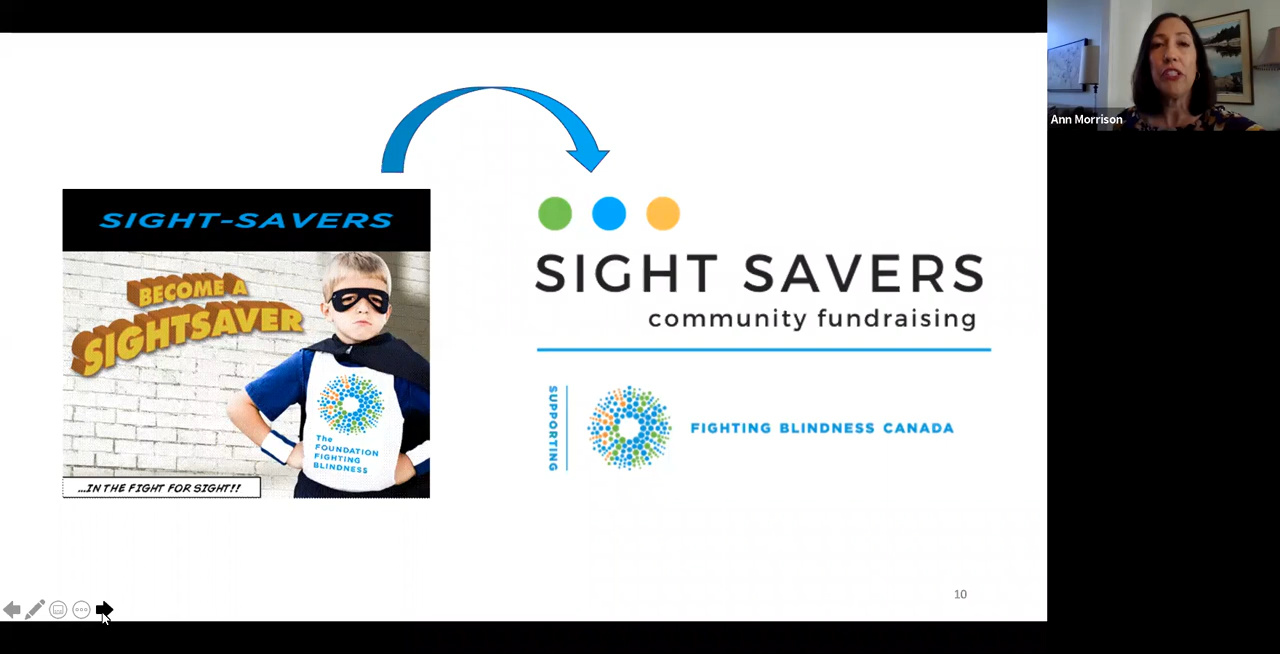 SIGHT-SAVERS
BECOME A
SIGHTSAVER
The
FOUNDATION
FIGHTING
BLINDNESS
...IN THE FIGHT FOR SIGHT!!
SIGHT SAVERS
community fundraising
SUPPORTING
FIGHTING BLINDNESS CANADA
10
Ann Morrison